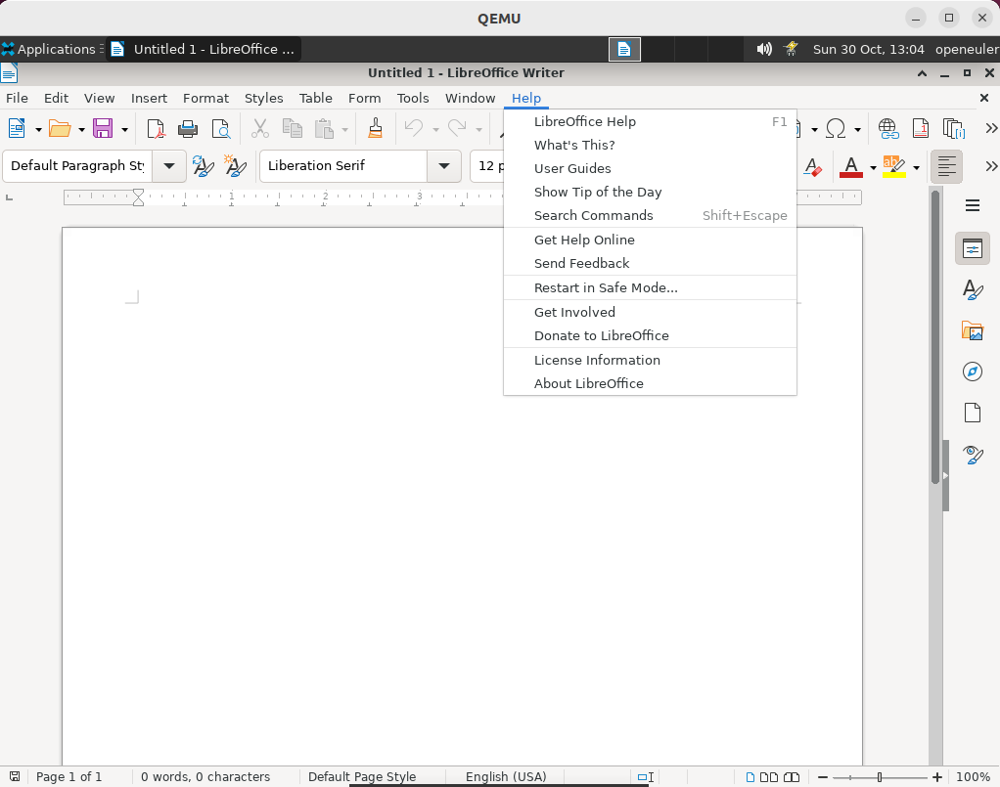 QEMU
Applications Untitled 1 - LibreOffice ... Sun 30 Oct, 13:04 openeuler
Untitled 1 - LibreOffice Writer
File Edit View Insert Format Styles Table Form Tools Window Help
LibreOffice Help F1
What's This?
Default Paragraph St Liberation Serif 12 p
User Guides
Show Tip of the Day
1 2 3
Search Commands Shift+Escape
Get Help Online
Send Feedback
Restart in Safe Mode...
Get Involved
Donate to LibreOffice
License Information
About LibreOffice
Page 1 of 1 0 words, 0 characters Default Page Style English (USA) 100%